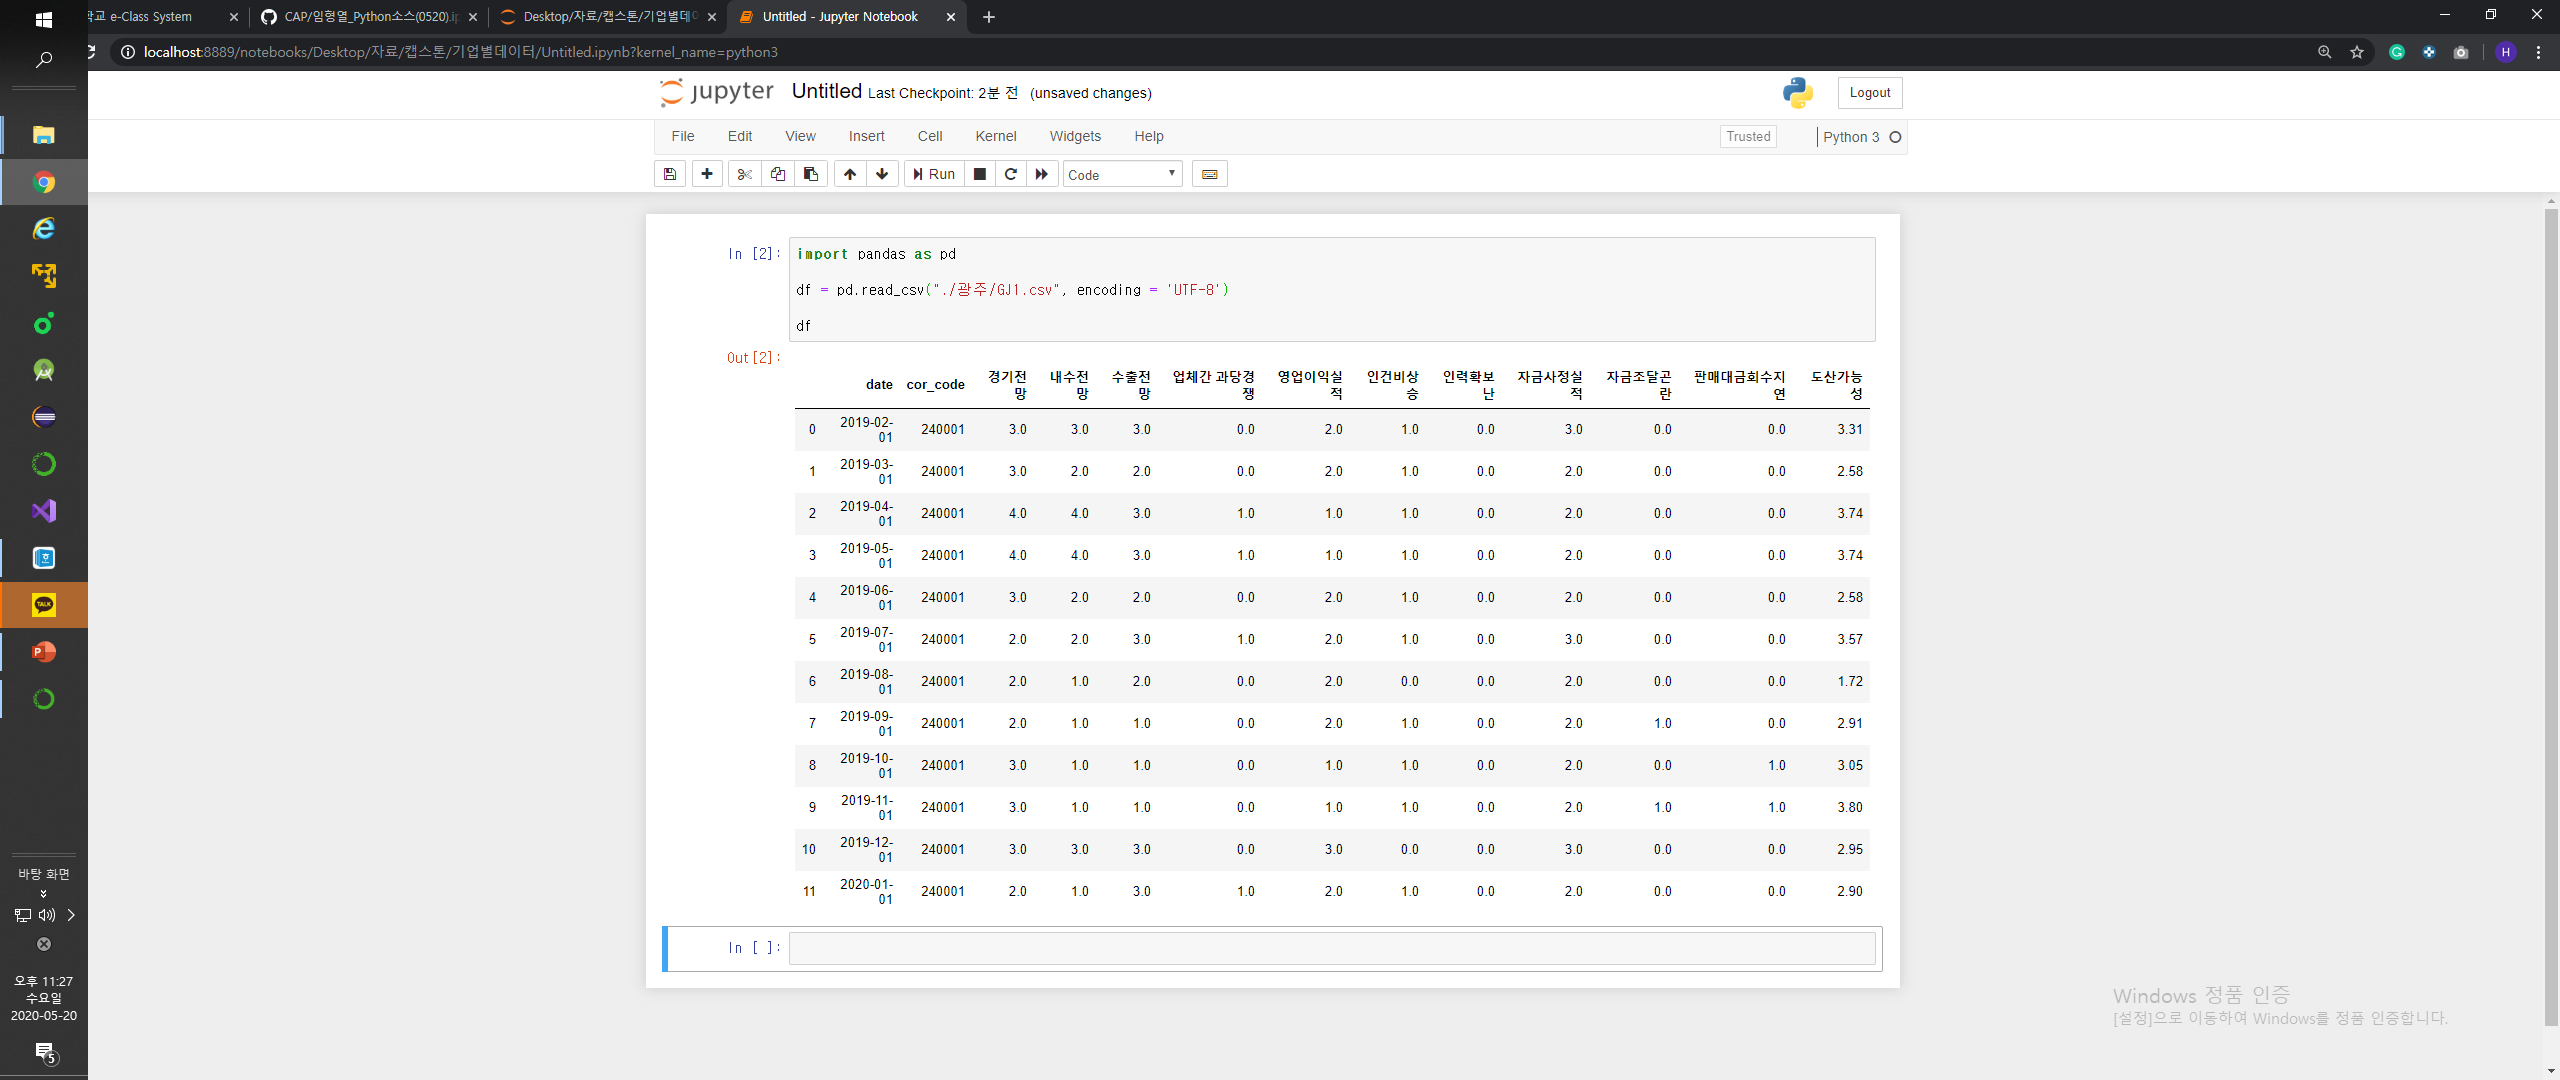 학교 e-Class System
CAP/임형열_Python소스(0520).i
Desktop/자료/캡스톤/기업별데이
Untitled - Jupyter Notebook
localhost:8889/notebooks/Desktop/자료/캡스톤/기업별데이터/Untitled.ipynb?kernel_name=python3
H
jupyter Untitled Last Checkpoint: 2분 전 (unsaved changes)
Logout
File Edit View Insert Cell Kernel Widgets Help
Trusted Python 3
Run Code
In [2]: import pandas as pd
df = pd.read_csv("./광주/GJ1.csv", encoding = 'UTF-8')
df
Out[2]:
date cor_code 경기전망 내수전망 수출전망 업체간 과당경쟁 영업이익실적 인건비상승 인력확보난 자금사정실적 자금조달곤란 판매대금회수지연 도산가능성
0 2019-02-01 240001 3.0 3.0 3.0 0.0 2.0 1.0 0.0 3.0 0.0 0.0 3.31
1 2019-03-01 240001 3.0 2.0 2.0 0.0 2.0 1.0 0.0 2.0 0.0 0.0 2.58
2 2019-04-01 240001 4.0 4.0 3.0 1.0 1.0 1.0 0.0 2.0 0.0 0.0 3.74
3 2019-05-01 240001 4.0 4.0 3.0 1.0 1.0 1.0 0.0 2.0 0.0 0.0 3.74
4 2019-06-01 240001 3.0 2.0 2.0 0.0 2.0 1.0 0.0 2.0 0.0 0.0 2.58
5 2019-07-01 240001 2.0 2.0 3.0 1.0 2.0 1.0 0.0 3.0 0.0 0.0 3.57
6 2019-08-01 240001 2.0 1.0 2.0 0.0 2.0 0.0 0.0 2.0 0.0 0.0 1.72
7 2019-09-01 240001 2.0 1.0 1.0 0.0 2.0 1.0 0.0 2.0 1.0 0.0 2.91
8 2019-10-01 240001 3.0 1.0 1.0 0.0 1.0 1.0 0.0 2.0 0.0 1.0 3.05
9 2019-11-01 240001 3.0 1.0 1.0 0.0 1.0 1.0 0.0 2.0 1.0 1.0 3.80
10 2019-12-01 240001 3.0 3.0 3.0 0.0 3.0 0.0 0.0 3.0 0.0 0.0 2.95
11 2020-01-01 240001 2.0 1.0 3.0 1.0 2.0 1.0 0.0 2.0 0.0 0.0 2.90
In [ ]:
TALK
바탕 화면
오후 11:27
수요일
2020-05-20
5
Windows 정품 인증
[설정]으로 이동하여 Windows를 정품 인증합니다.